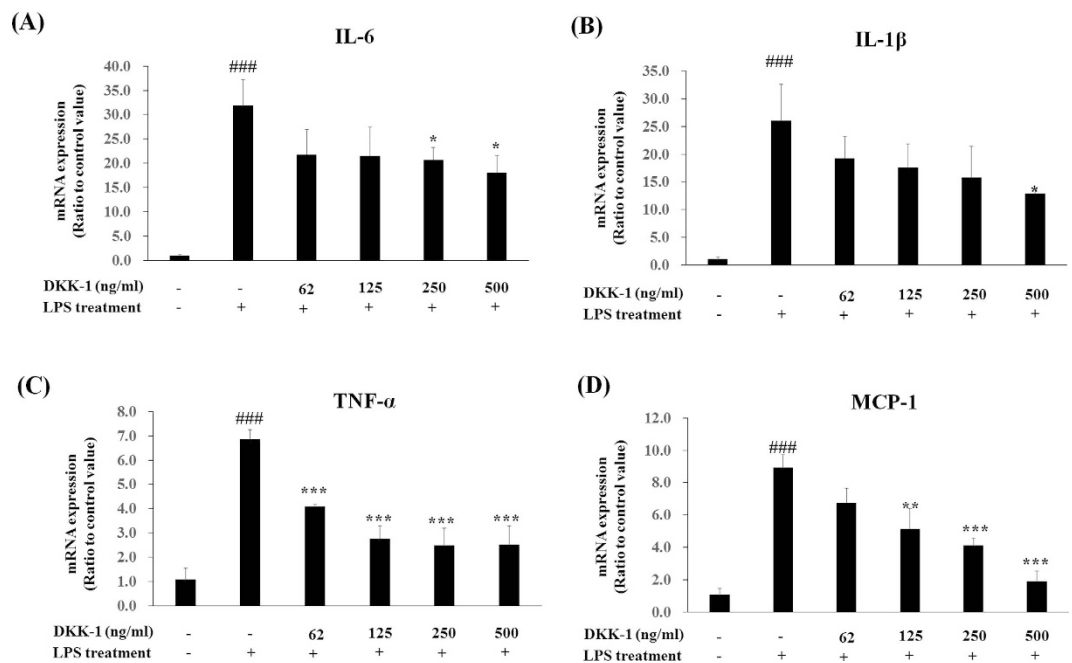 (A)
IL-6
mRNA expression
(Ratio to control value)
40.0
35.0
30.0
25.0
20.0
15.0
10.0
5.0
0.0
###
*
*
DKK-1 (ng/ml) - - 62 125 250 500
LPS treatment - + + + + +
(B)
IL-1β
mRNA expression
(Ratio to control value)
35.0
30.0
25.0
20.0
15.0
10.0
5.0
0.0
###
*
DKK-1 (ng/ml) - - 62 125 250 500
LPS treatment - + + + + +
(C)
TNF-α
mRNA expression
(Ratio to control value)
8.0
7.0
6.0
5.0
4.0
3.0
2.0
1.0
0.0
###
***
***
***
***
DKK-1 (ng/ml) - - 62 125 250 500
LPS treatment - + + + + +
(D)
MCP-1
mRNA expression
(Ratio to control value)
12.0
10.0
8.0
6.0
4.0
2.0
0.0
###
**
***
***
DKK-1 (ng/ml) - - 62 125 250 500
LPS treatment - + + + + +